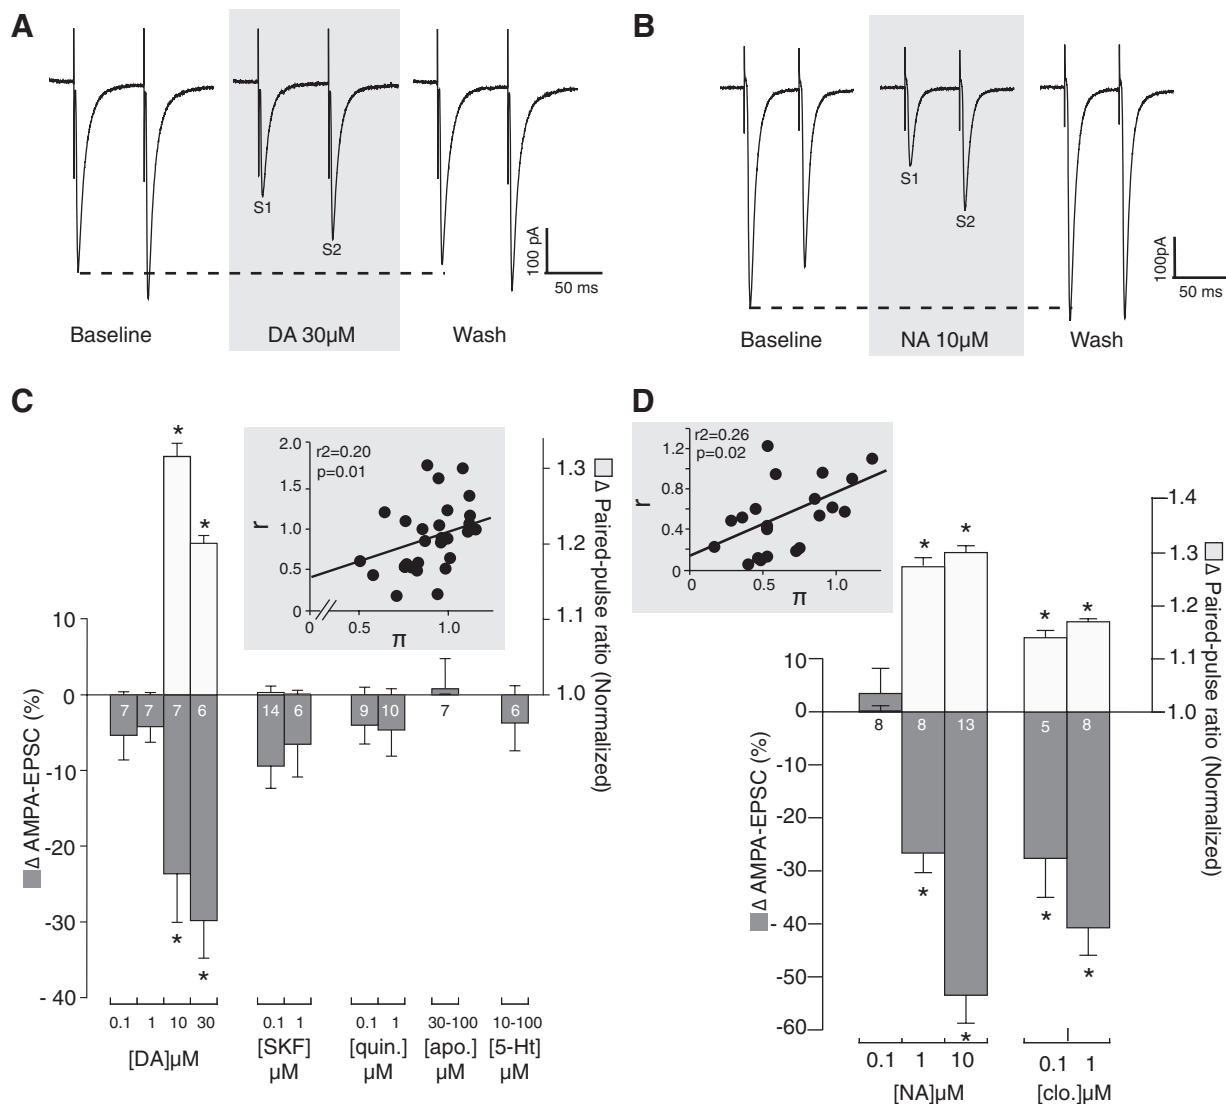 A
S1
S2
100 pA
50 ms
Baseline
DA 30µM
Wash
B
S1
S2
100pA
50 ms
Baseline
NA 10µM
Wash
C
* *
r2=0.20
p=0.01
2.0
1.5
1.0
0.5
0
r
0 0.5 1.0
π
1.3
1.2
1.1
1.0
Δ Paired-pulse ratio (Normalized)
10
0
-10
-20
-30
- 40
Δ AMPA-EPSC (%)
7 7 7 6 14 6 9 10 7 6
* *
0.1 1 10 30 0.1 1 0.1 1 30-100 10-100
[DA]µM [SKF] [quin.] [apo.] [5-Ht]
µM µM µM µM
D
r2=0.26
p=0.02
1.2
0.8
0.4
0
r
0 0.5 1.0
π
* * * *
1.4
1.3
1.2
1.1
1.0
Δ Paired-pulse ratio (Normalized)
10
0
-10
-20
-30
- 40
-50
-60
Δ AMPA-EPSC (%)
8 8 13 5 8
* * * *
0.1 1 10 0.1 1
[NA]µM [clo.]µM